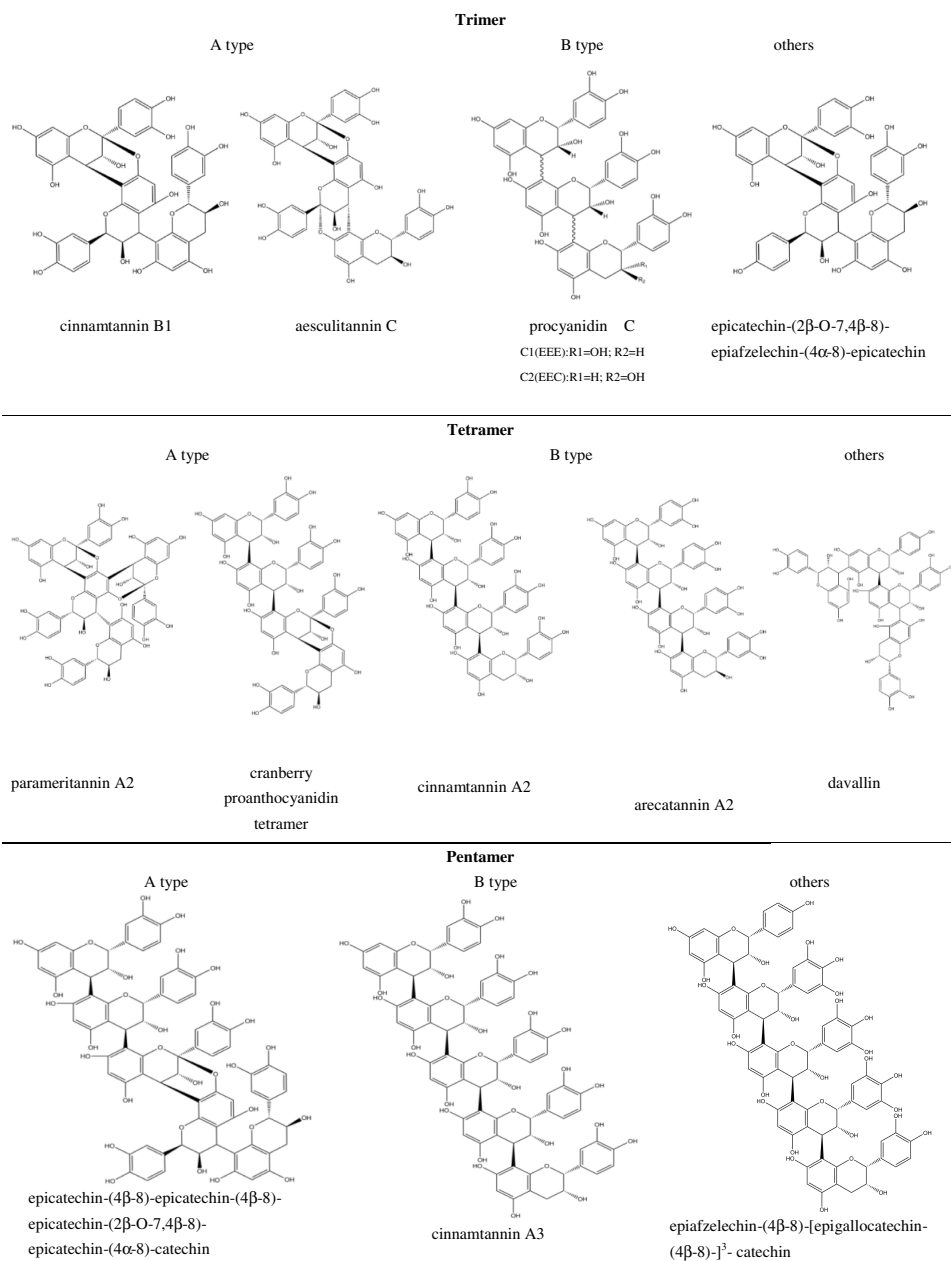 Trimer
A type B type others
cinnamtannin B1
aesculitannin C
procyanidin C
C1(EEE):R1=OH; R2=H
C2(EEC):R1=H; R2=OH
epicatechin-(2β-O-7,4β-8)-
epiafzelechin-(4α-8)-epicatechin
Tetramer
A type B type others
parameritannin A2
cranberry
proanthocyanidin
tetramer
cinnamtannin A2
arecatannin A2
davallin
Pentamer
A type B type others
epicatechin-(4β-8)-epicatechin-(4β-8)-
epicatechin-(2β-O-7,4β-8)-
epicatechin-(4α-8)-catechin
cinnamtannin A3
epiafzelechin-(4β-8)-[epigallocatechin-
(4β-8)-]³- catechin